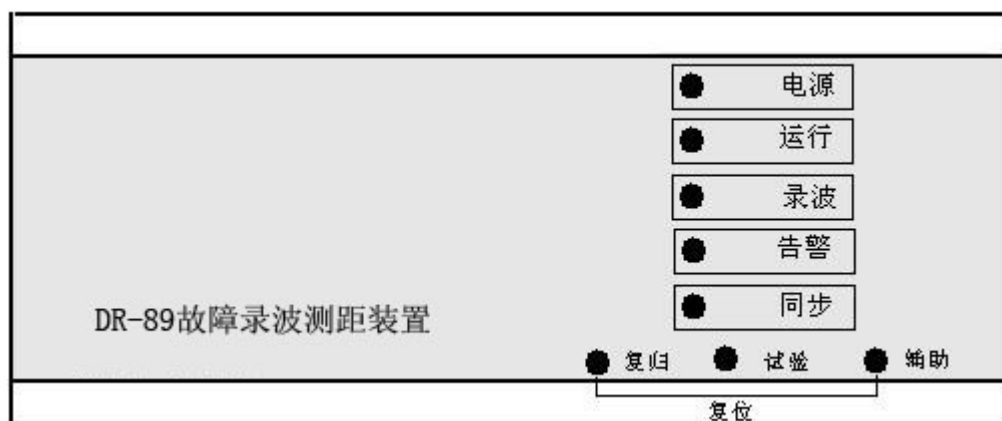 电源
运行
录波
告警
同步
DR-89故障录波测距装置
复归 试验 辅助
复位